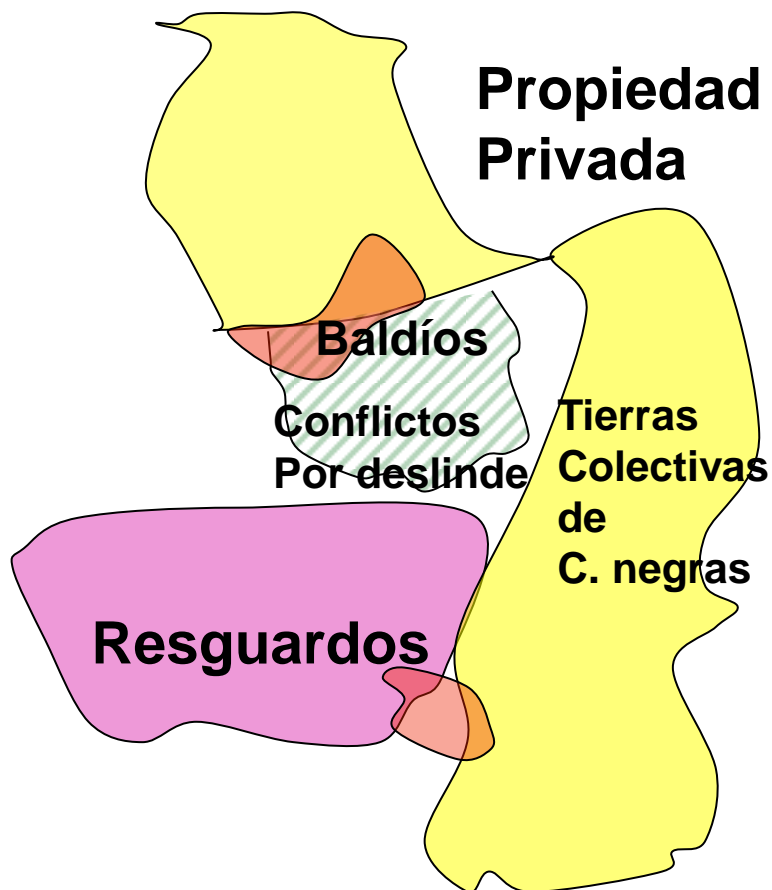 Propiedad
Privada
Baldíos
Conflictos
Por deslinde
Tierras
Colectivas
de
C. negras
Resguardos